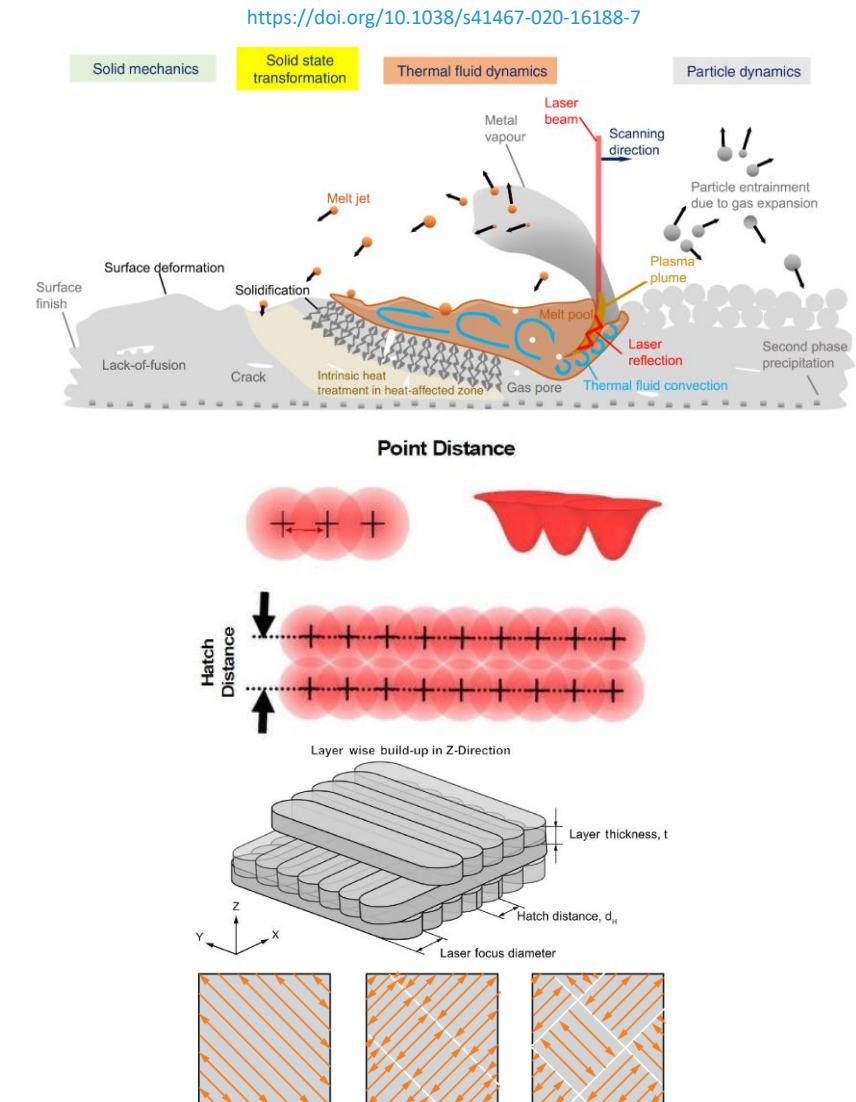 https://doi.org/10.1038/s41467-020-16188-7
Solid mechanics
Solid state
transformation
Thermal fluid dynamics
Particle dynamics
Laser
beam
Metal
vapour
Scanning
direction
Particle entrainment
due to gas expansion
Melt jet
Plasma
plume
Surface deformation
Surface
finish
Solidification
Melt pool
Laser
reflection
Second phase
precipitation
Lack-of-fusion
Crack
Intrinsic heat
treatment in heat-affected zone
Gas pore
Thermal fluid convection
Point Distance
Hatch
Distance
Layer wise build-up in Z-Direction
Layer thickness, t
Hatch distance, dH
Laser focus diameter
Z
Y
X